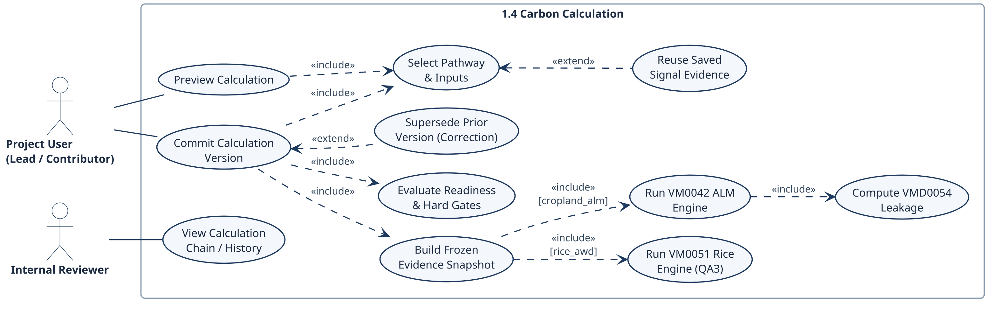 1.4 Carbon Calculation
Project User
(Lead / Contributor)
Internal Reviewer
Preview Calculation
«include»
Select Pathway
& Inputs
«extend»
Reuse Saved
Signal Evidence
«include»
Commit Calculation
Version
«extend»
Supersede Prior
Version (Correction)
«include»
Evaluate Readiness
& Hard Gates
«include»
Build Frozen
Evidence Snapshot
«include»
[cropland_alm]
Run VM0042 ALM
Engine
«include»
Compute VMD0054
Leakage
«include»
[rice_awd]
Run VM0051 Rice
Engine (QA3)
View Calculation
Chain / History